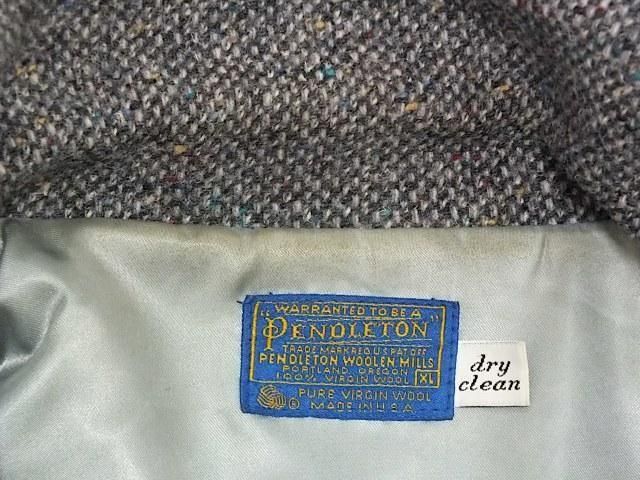 "WARRANTED TO BE A
PENDLETON"
TRADE MARK REG U S PAT OFF
PENDLETON WOOLEN MILLS
PORTLAND, OREGON
100% VIRGIN WOOL XL
PURE VIRGIN WOOL
MADE IN U.S.A.
dry
clean